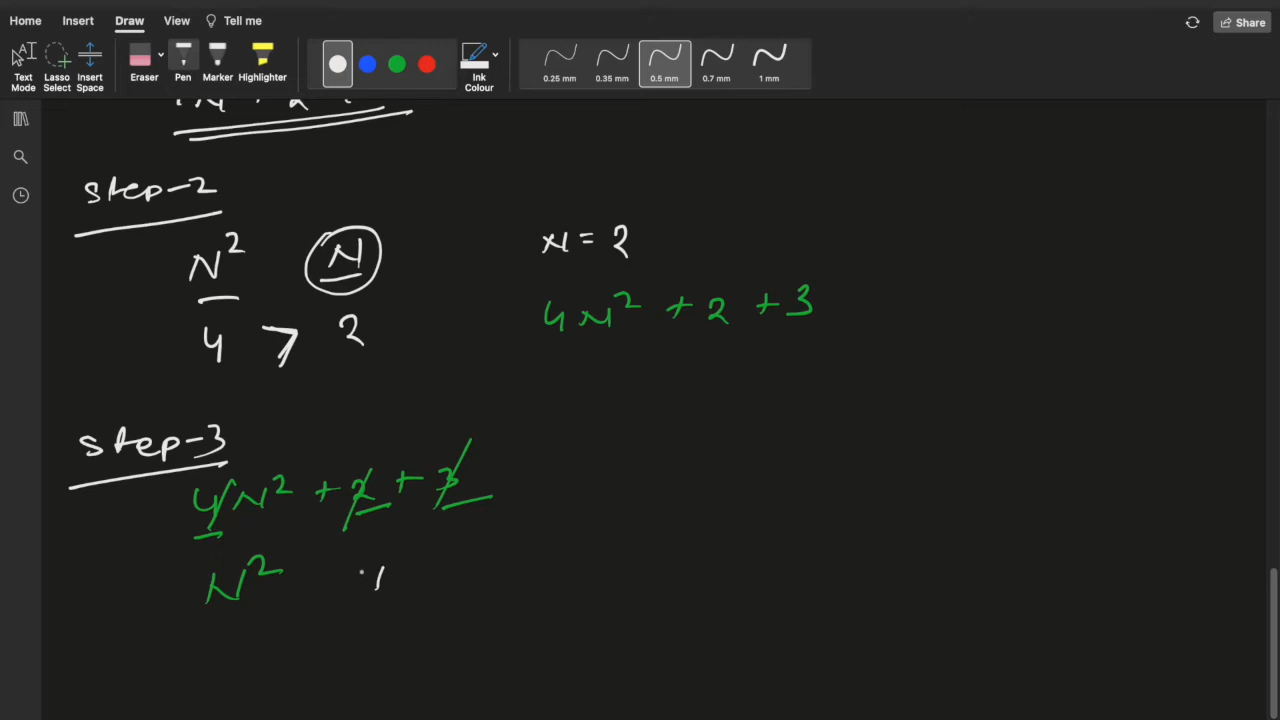 Home Insert Draw View Tell me
Share
Text Mode Lasso Select Insert Space Eraser Pen Marker Highlighter Ink Colour 0.25 mm 0.35 mm 0.5 mm 0.7 mm 1 mm
step-2
N² N N = 2
4N² + 2 + 3
4 > 2
step-3
4N² + 2 + 3
N²